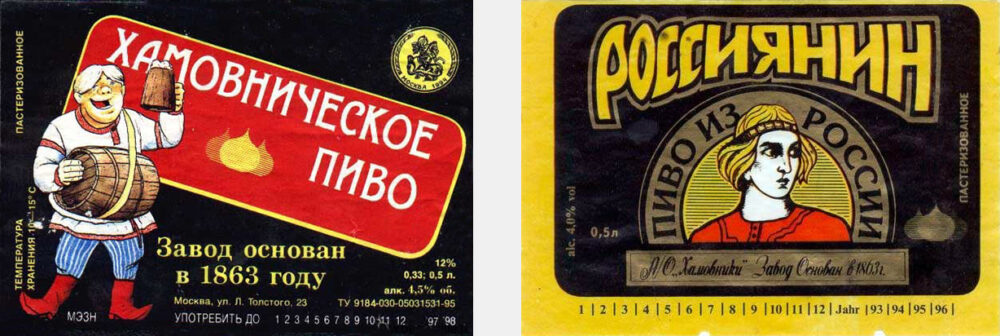 ПАСТЕРИЗОВАННОЕ
ХАМОВНИЧЕСКОЕ
ПИВО
ТЕМПЕРАТУРА
ХРАНЕНИЯ
Завод основан
в 1863 году
12%
0,33; 0,5 л.
алк. 4,5% об.
Москва, ул. Л. Толстого, 23
ТУ 9184-030-05031531-95
МЭЗН
УПОТРЕБИТЬ ДО 1 2 3 4 5 6 7 8 9 10 11 12 '97 '98
РОССИЯНИН
ПИВО ИЗ РОССИИ
alc. 4,0% vol
0,5л
ПАСТЕРИЗОВАННОЕ
А/О „Хамовники" Завод Основан в 1863г.
1 | 2 | 3 | 4 | 5 | 6 | 7 | 8 | 9 | 10 | 11 | 12 | Jahr | 93 | 94 | 95 | 96 |